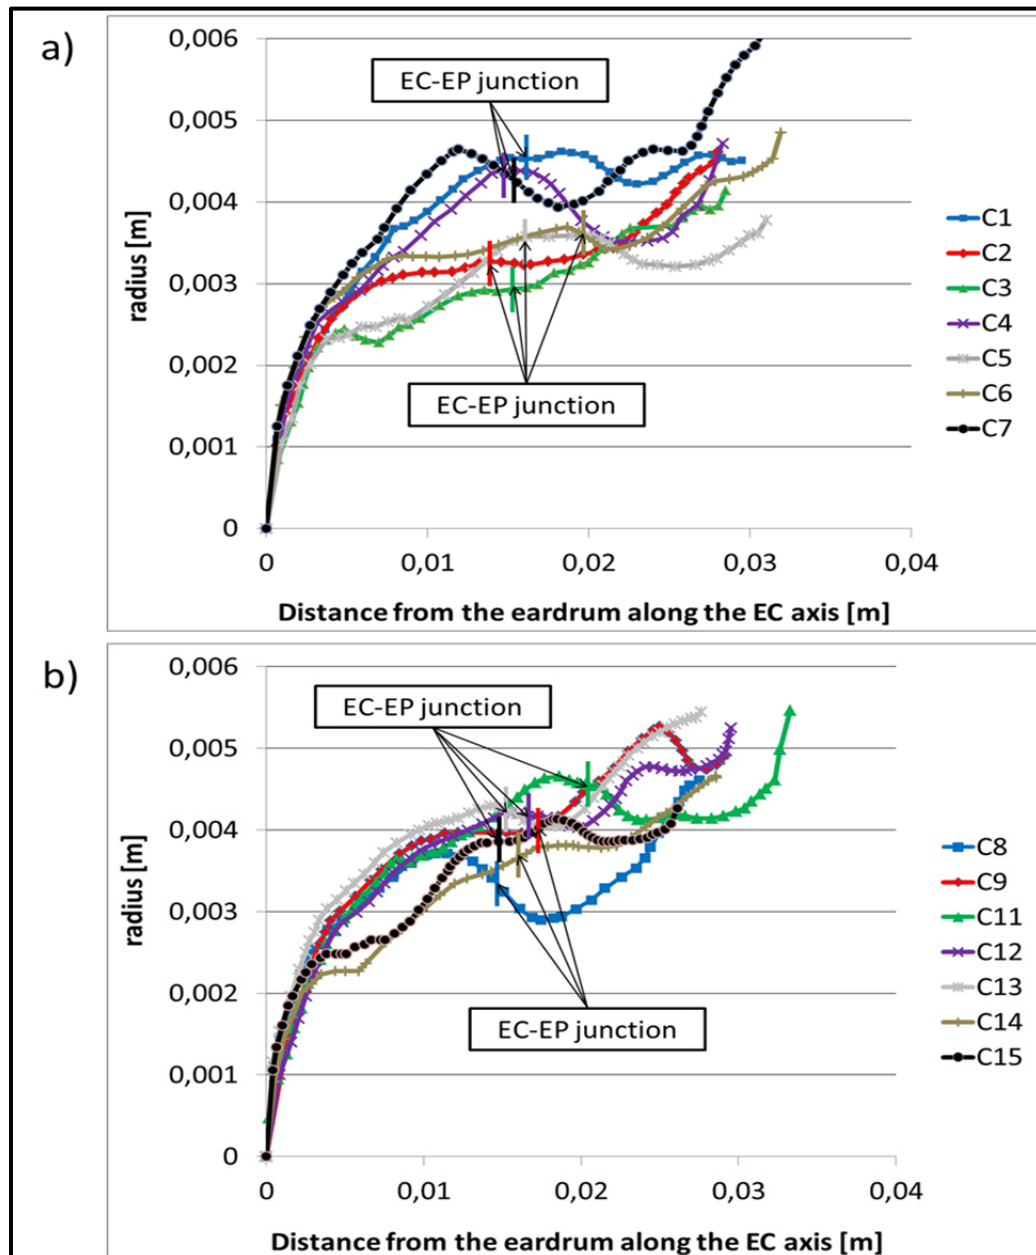 a)
0,006
0,005
0,004
0,003
0,002
0,001
0
radius [m]
EC-EP junction
EC-EP junction
0
0,01
0,02
0,03
0,04
Distance from the eardrum along the EC axis [m]
C1
C2
C3
C4
C5
C6
C7
b)
0,006
0,005
0,004
0,003
0,002
0,001
0
radius [m]
EC-EP junction
EC-EP junction
0
0,01
0,02
0,03
0,04
Distance from the eardrum along the EC axis [m]
C8
C9
C11
C12
C13
C14
C15